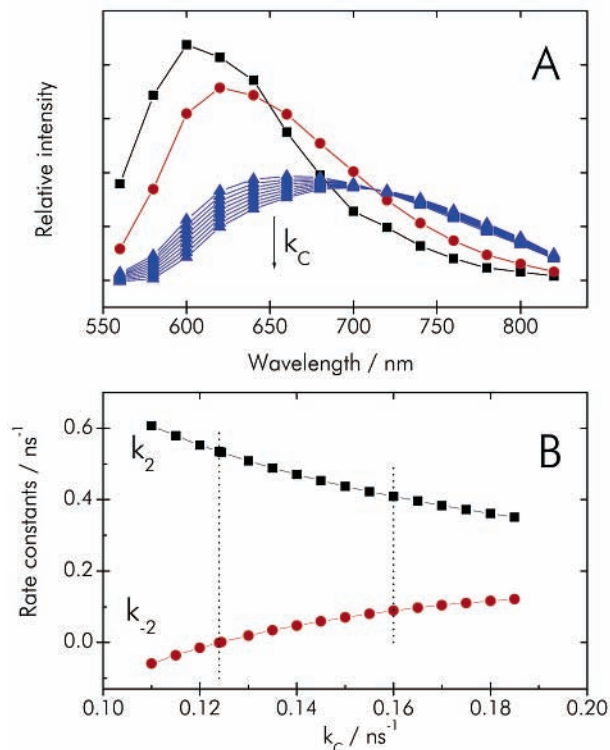 A
Relative intensity
k_C
550 600 650 700 750 800
Wavelength / nm
B
Rate constants / ns⁻¹
0.6
0.4
0.2
0.0
k₂
k₋₂
0.10 0.12 0.14 0.16 0.18 0.20
k_C / ns⁻¹